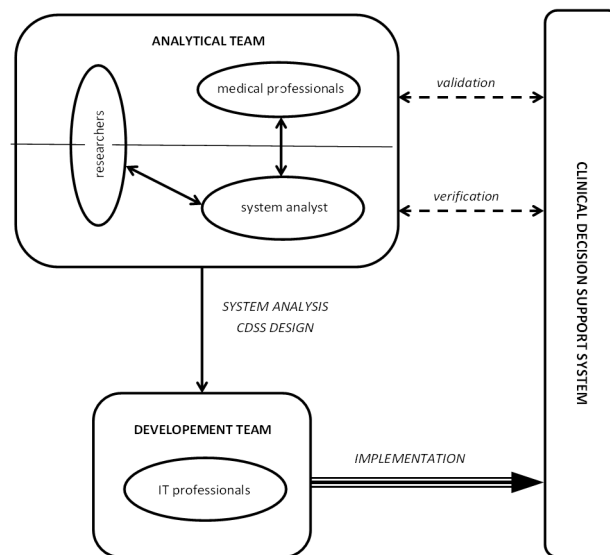 ANALYTICAL TEAM
medical professionals
researchers
system analyst
validation
verification
SYSTEM ANALYSIS
CDSS DESIGN
DEVELOPEMENT TEAM
IT professionals
IMPLEMENTATION
CLINICAL DECISION SUPPORT SYSTEM